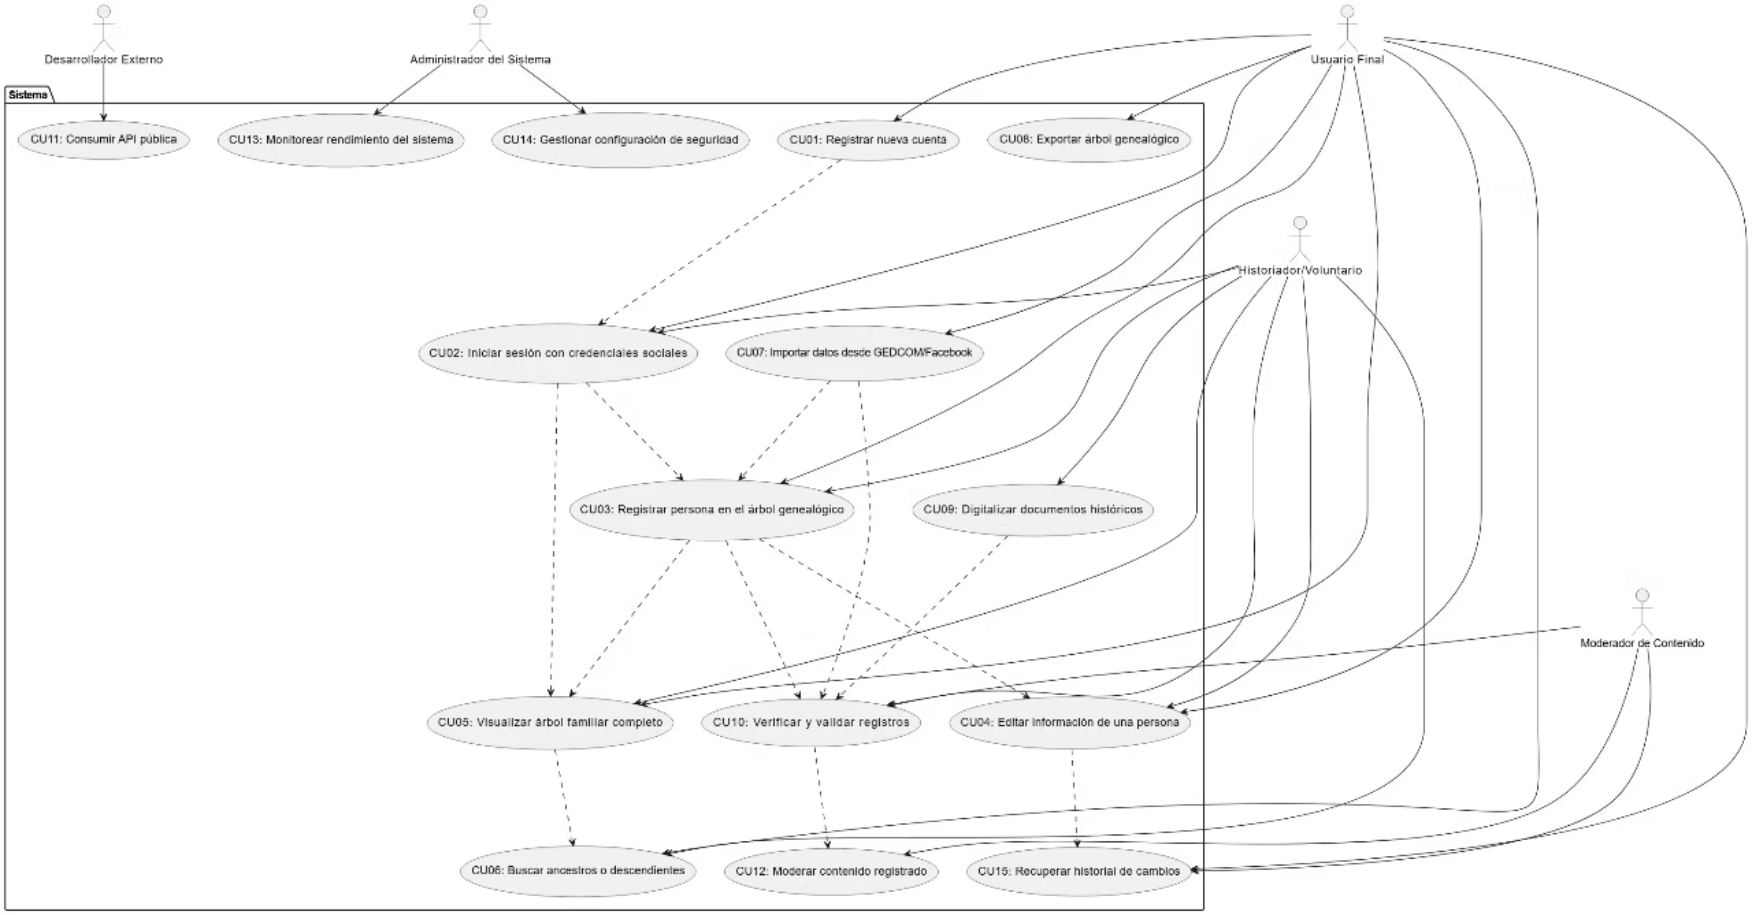 Desarrollador Externo
Administrador del Sistema
Usuario Final
Sistema
CU11: Consumir API pública
CU13: Monitorear rendimiento del sistema
CU14: Gestionar configuración de seguridad
CU01: Registrar nueva cuenta
CU08: Exportar árbol genealógico
Historiador/Voluntario
CU02: Iniciar sesión con credenciales sociales
CU07: Importar datos desde GEDCOM/Facebook
CU03: Registrar persona en el árbol genealógico
CU09: Digitalizar documentos históricos
Moderador de Contenido
CU05: Visualizar árbol familiar completo
CU10: Verificar y validar registros
CU04: Editar información de una persona
CU06: Buscar ancestros o descendientes
CU12: Moderar contenido registrado
CU15: Recuperar historial de cambios